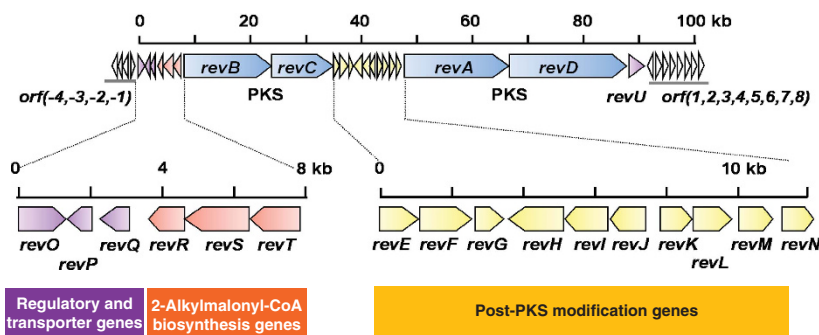 0 20 40 60 80 100 kb
revB revC revA revD
orf(-4,-3,-2,-1) PKS PKS revU orf(1,2,3,4,5,6,7,8)
0 4 8 kb 0 10 kb
revO revQ revR revS revT revE revF revG revH revI revJ revK revM revN
revP revL
Regulatory and
transporter genes
2-Alkylmalonyl-CoA
biosynthesis genes
Post-PKS modification genes